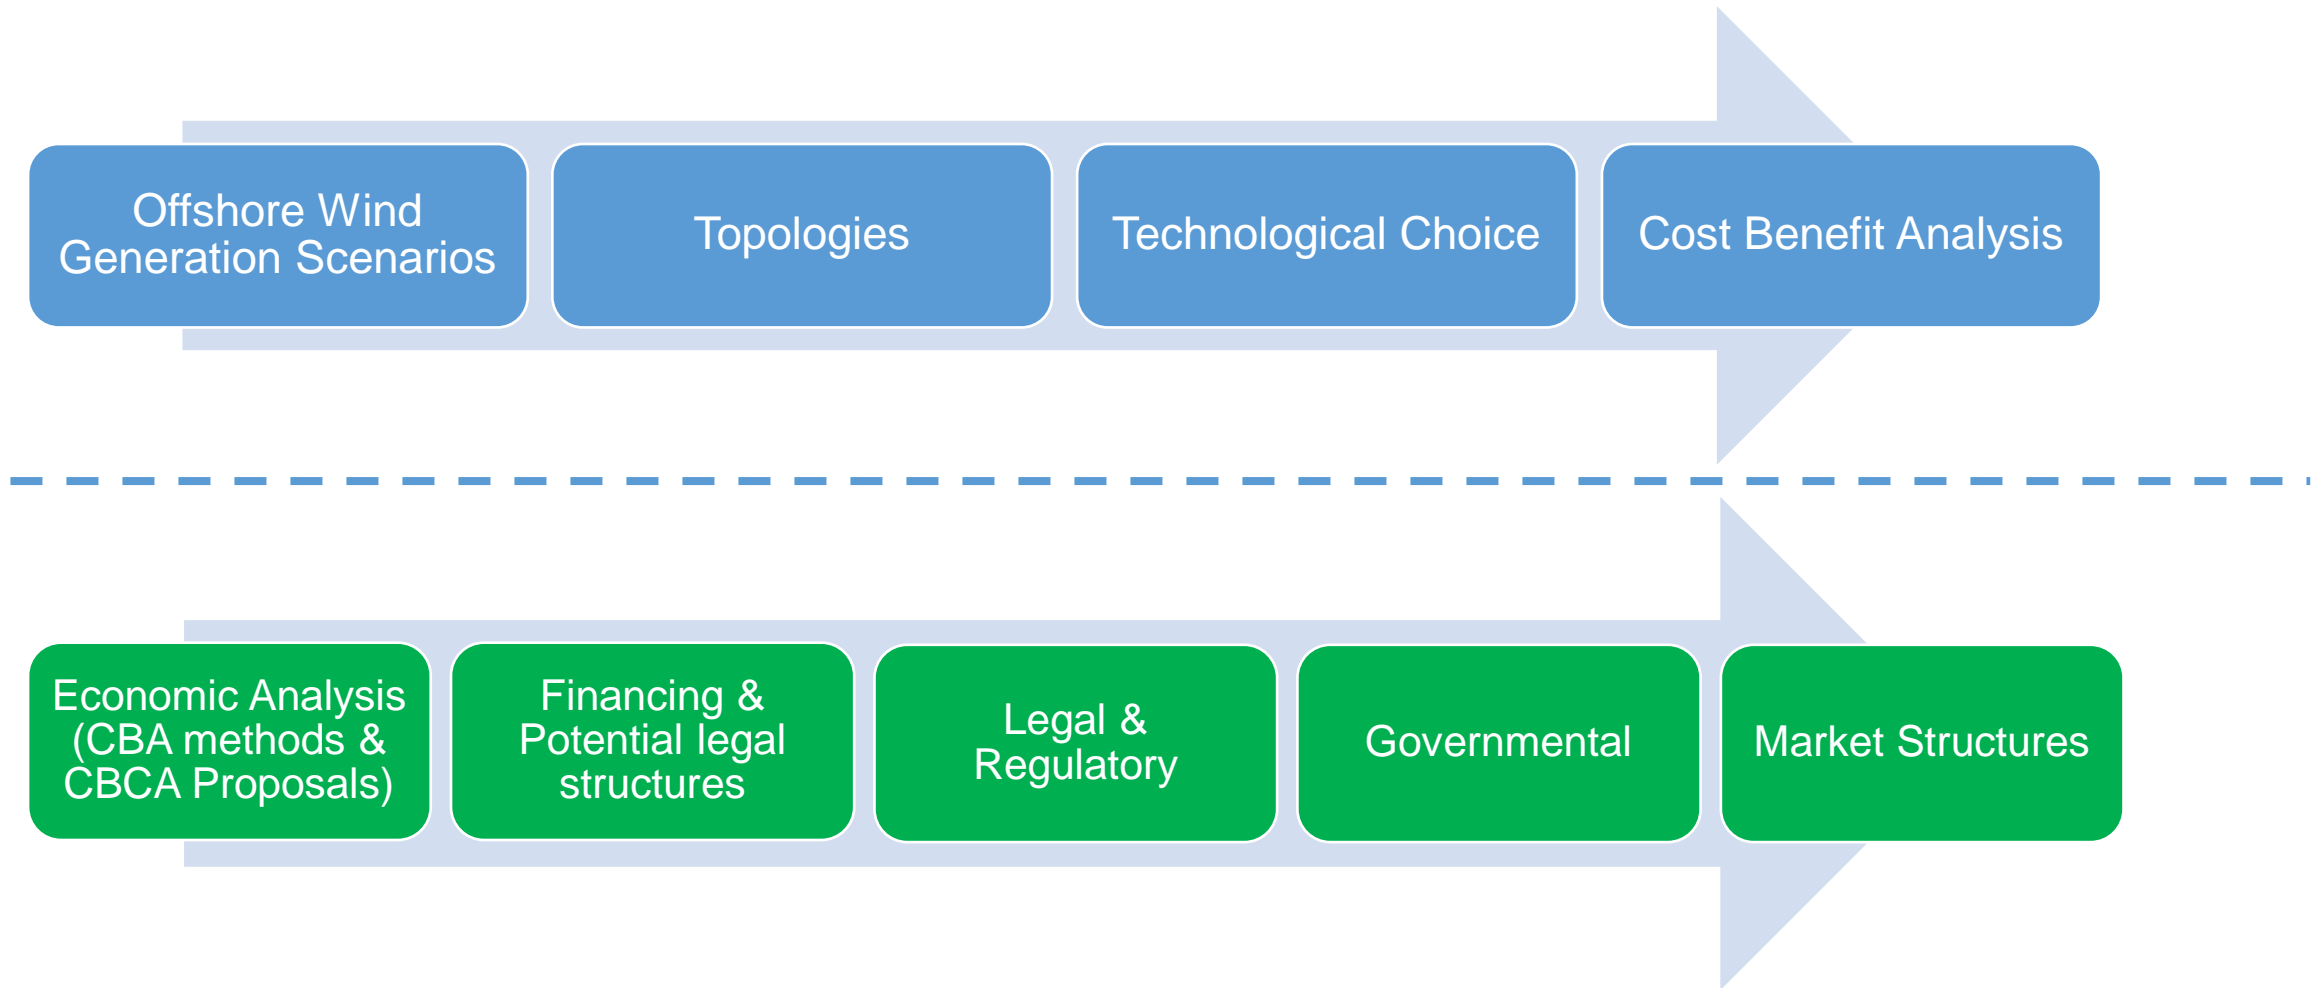 Offshore Wind
Generation Scenarios
Topologies
Technological Choice
Cost Benefit Analysis
Economic Analysis
(CBA methods &
CBCA Proposals)
Financing &
Potential legal
structures
Legal &
Regulatory
Governmental
Market Structures